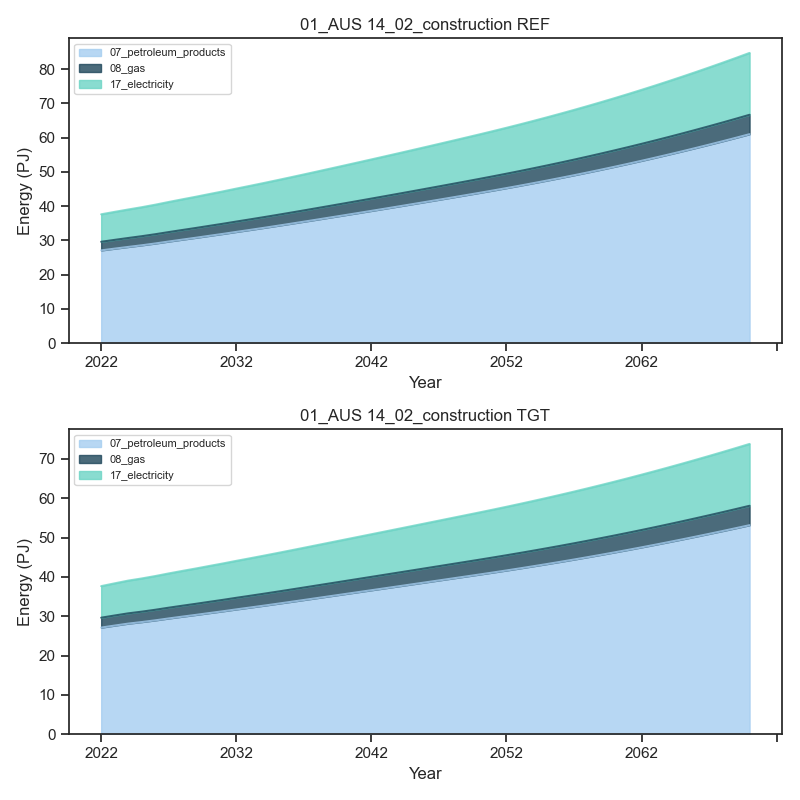 01_AUS 14_02_construction REF
07_petroleum_products
08_gas
17_electricity
Energy (PJ)
80
70
60
50
40
30
20
10
0
2022 2032 2042 2052 2062
Year
01_AUS 14_02_construction TGT
07_petroleum_products
08_gas
17_electricity
Energy (PJ)
70
60
50
40
30
20
10
0
2022 2032 2042 2052 2062
Year